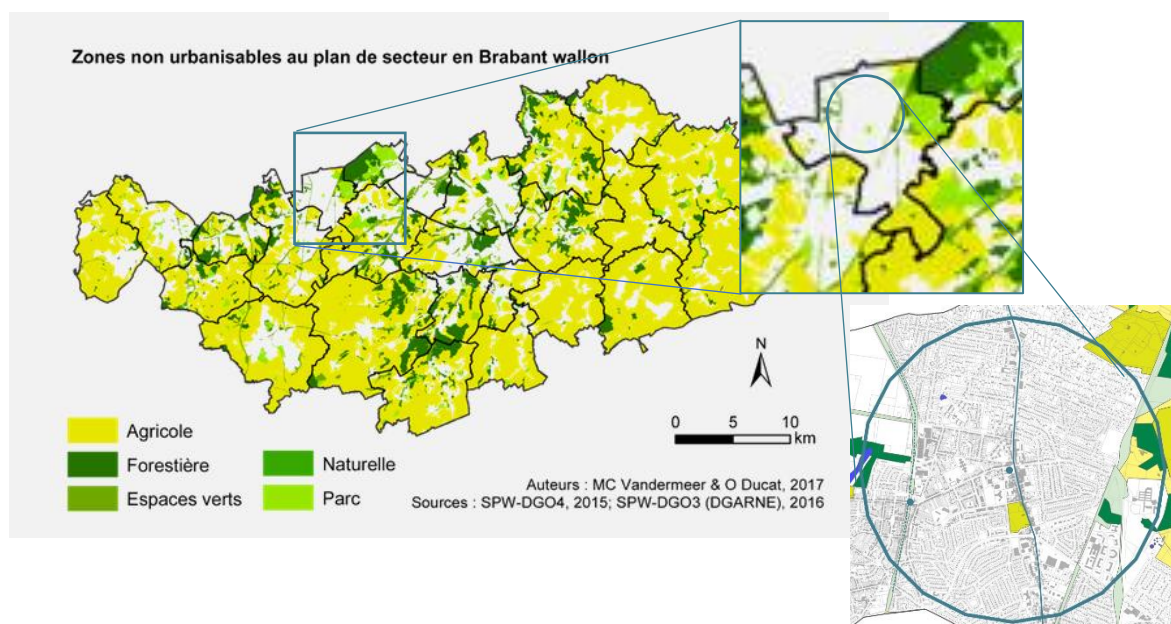 Zones non urbanisables au plan de secteur en Brabant wallon
N
0 5 10
km
Agricole
Forestière
Espaces verts
Naturelle
Parc
Auteurs : MC Vandermeer & O Ducat, 2017
Sources : SPW-DGO4, 2015; SPW-DGO3 (DGARNE), 2016